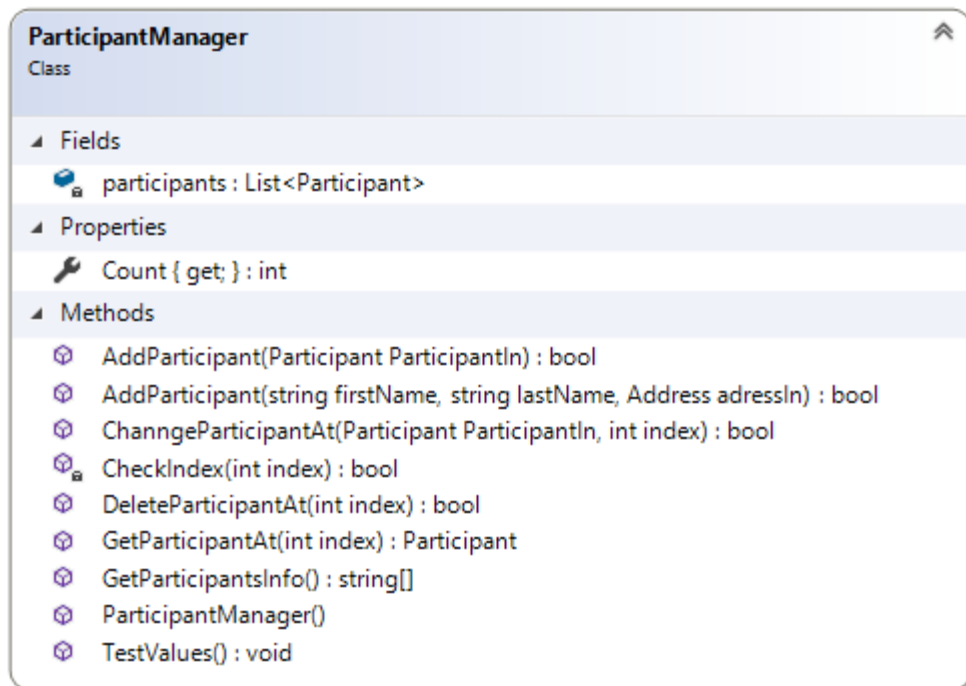 ParticipantManager
Class
Fields
participants : List<Participant>
Properties
Count { get; } : int
Methods
AddParticipant(Participant ParticipantIn) : bool
AddParticipant(string firstName, string lastName, Address adressIn) : bool
ChanngeParticipantAt(Participant ParticipantIn, int index) : bool
CheckIndex(int index) : bool
DeleteParticipantAt(int index) : bool
GetParticipantAt(int index) : Participant
GetParticipantsInfo() : string[]
ParticipantManager()
TestValues() : void